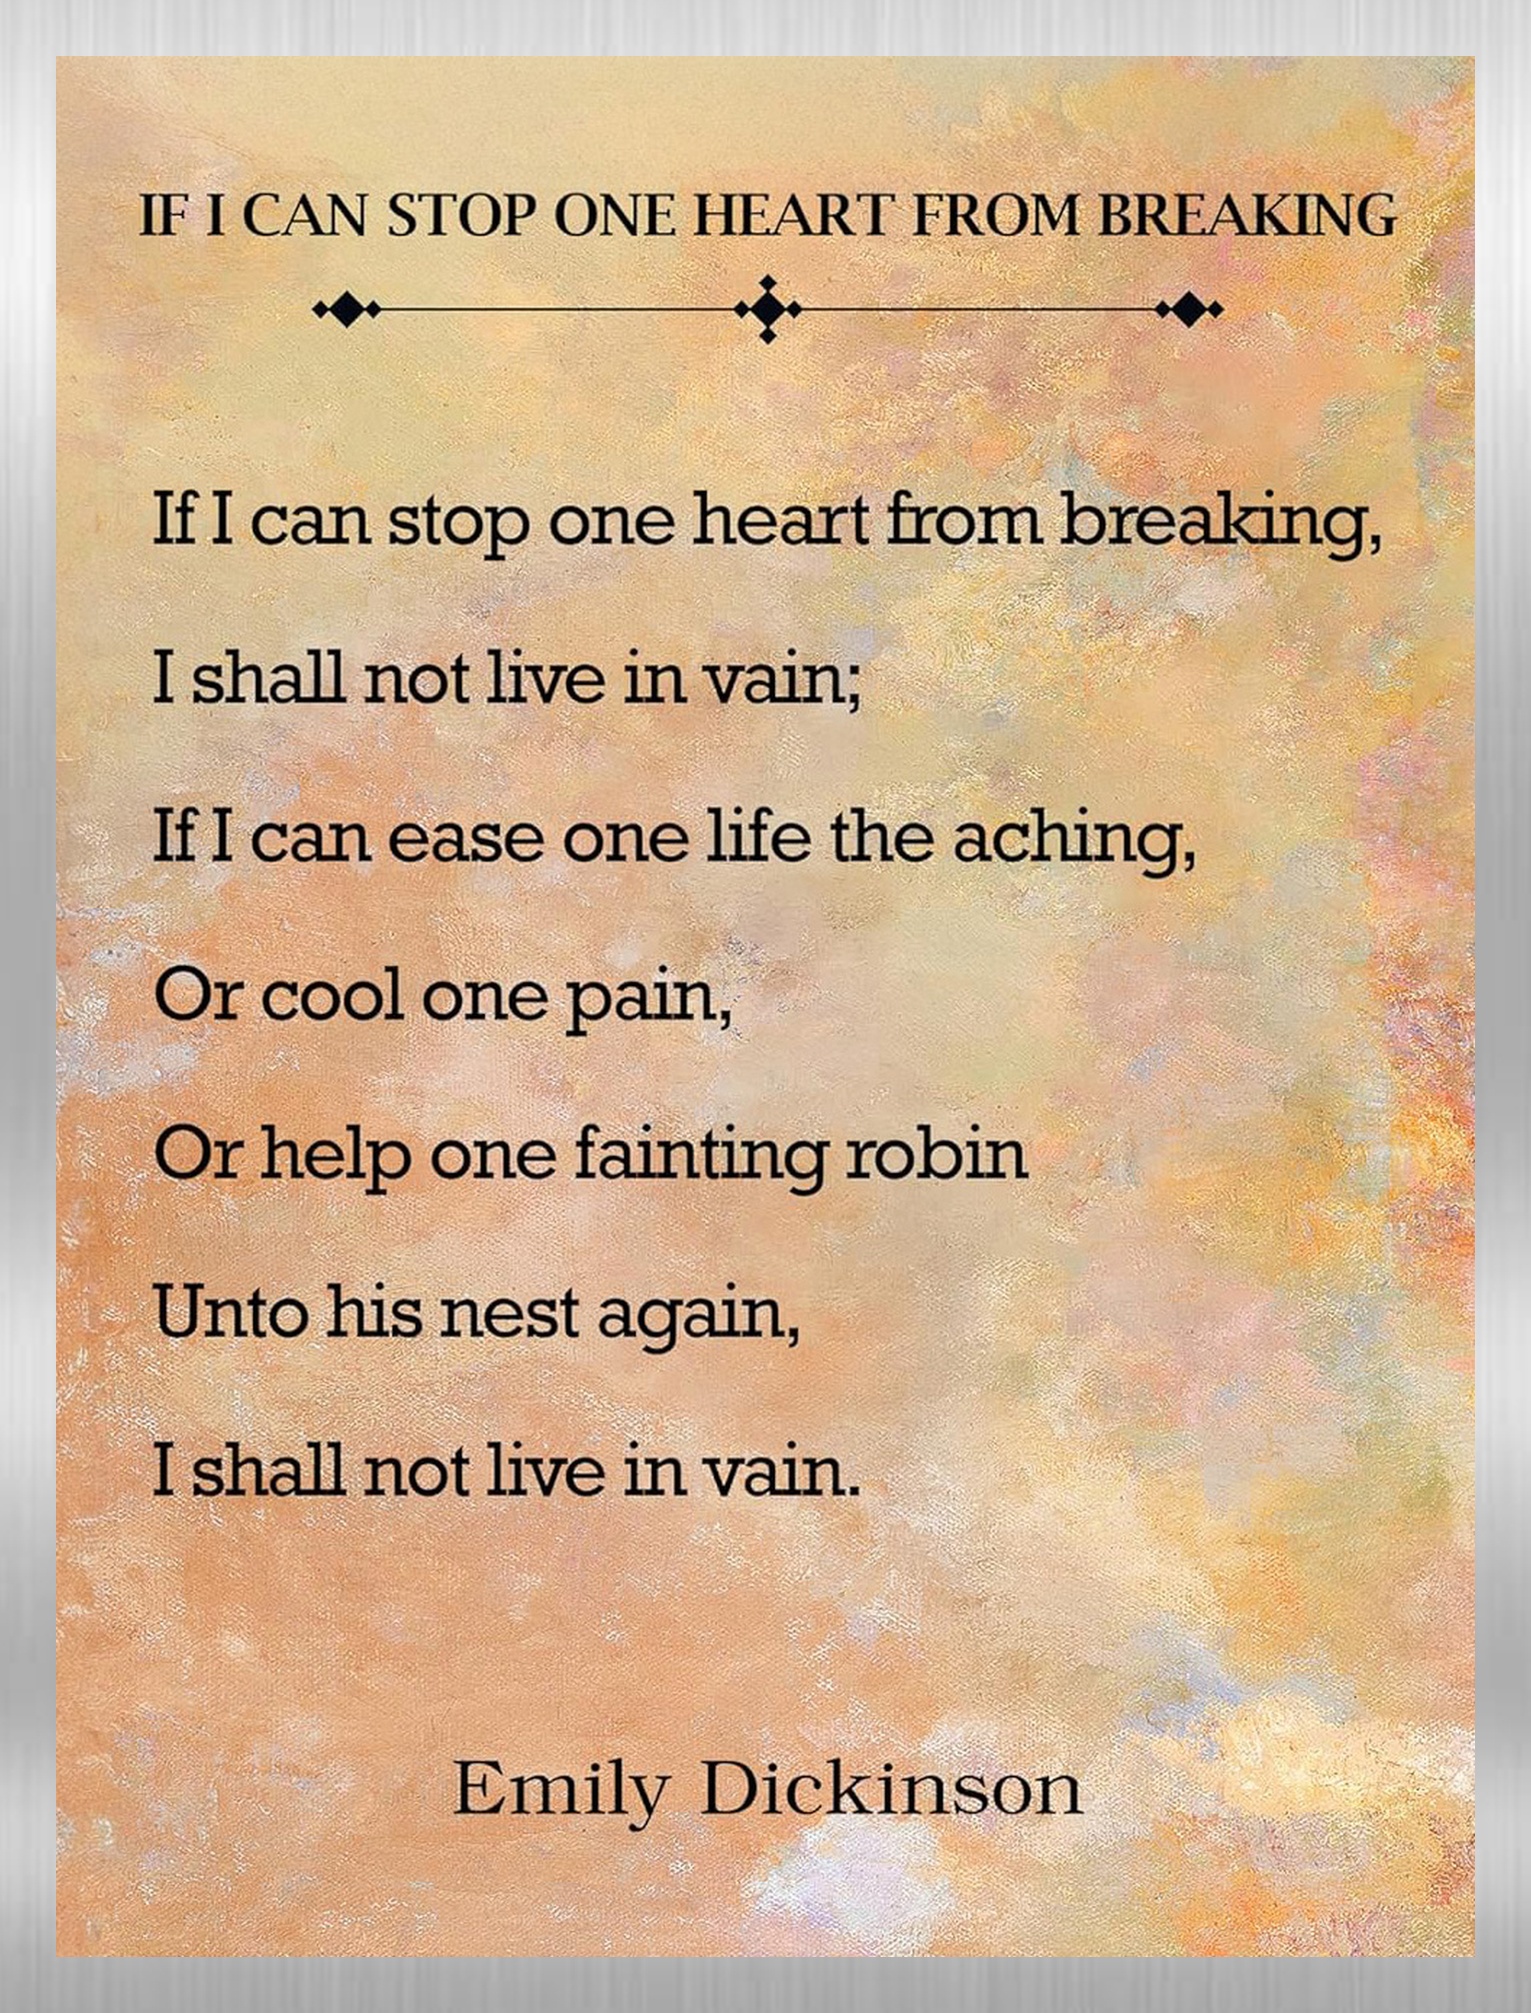 IF I CAN STOP ONE HEART FROM BREAKING
If I can stop one heart from breaking,
I shall not live in vain;
If I can ease one life the aching,
Or cool one pain,
Or help one fainting robin
Unto his nest again,
I shall not live in vain.
Emily Dickinson